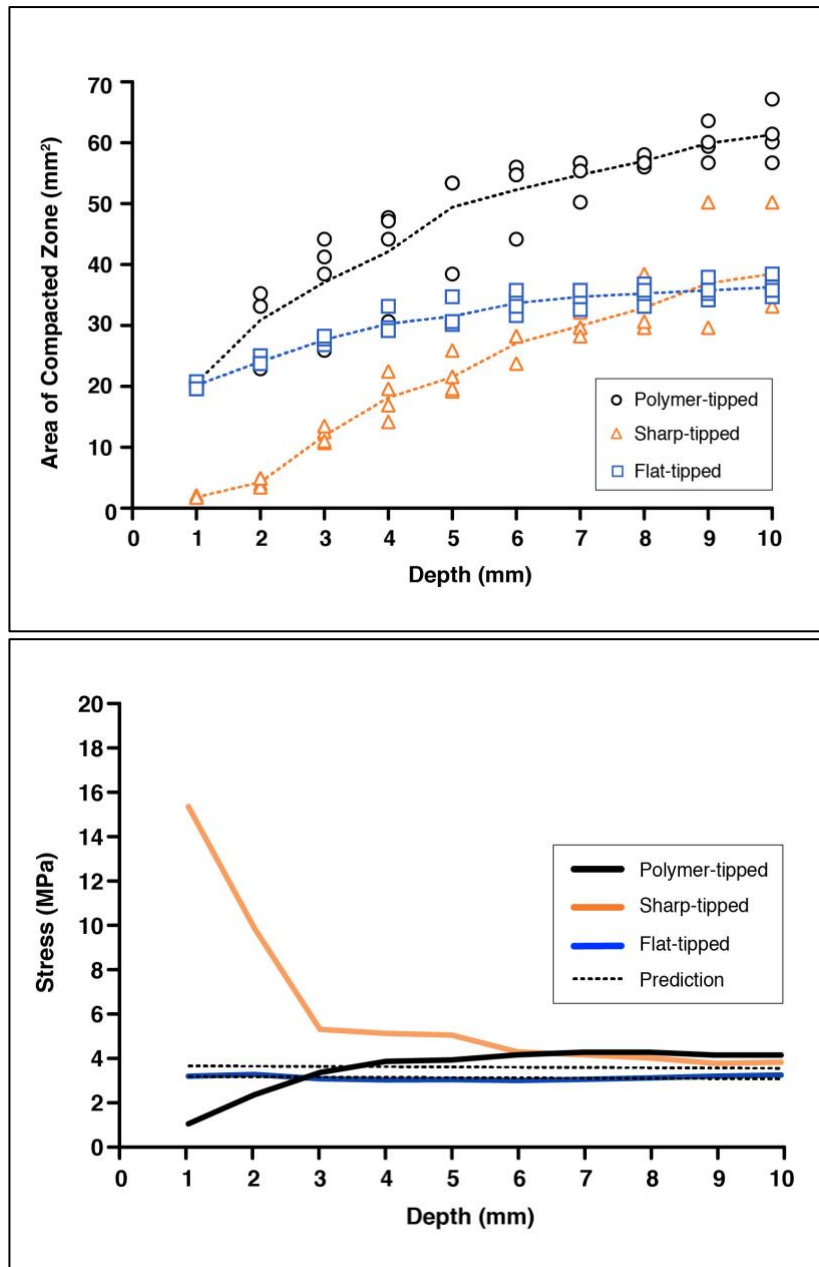 70
60
50
40
30
20
10
0
Area of Compacted Zone (mm²)
Polymer-tipped
Sharp-tipped
Flat-tipped
0 1 2 3 4 5 6 7 8 9 10
Depth (mm)
20
18
16
14
12
10
8
6
4
2
0
Stress (MPa)
Polymer-tipped
Sharp-tipped
Flat-tipped
Prediction
0 1 2 3 4 5 6 7 8 9 10
Depth (mm)